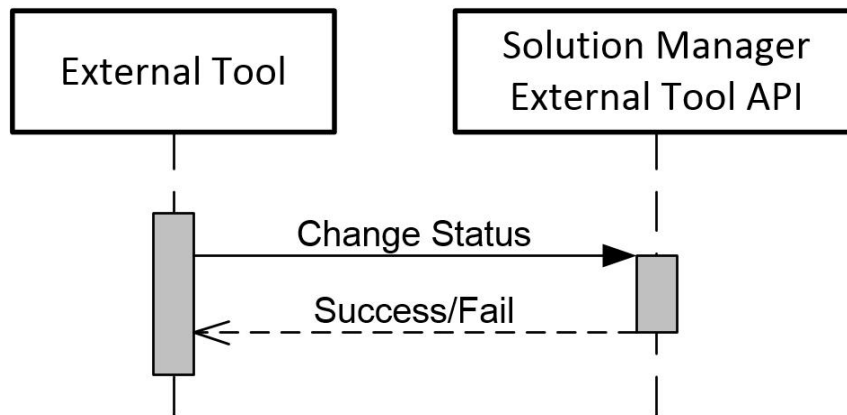 External Tool
Solution Manager
External Tool API
Change Status
Success/Fail